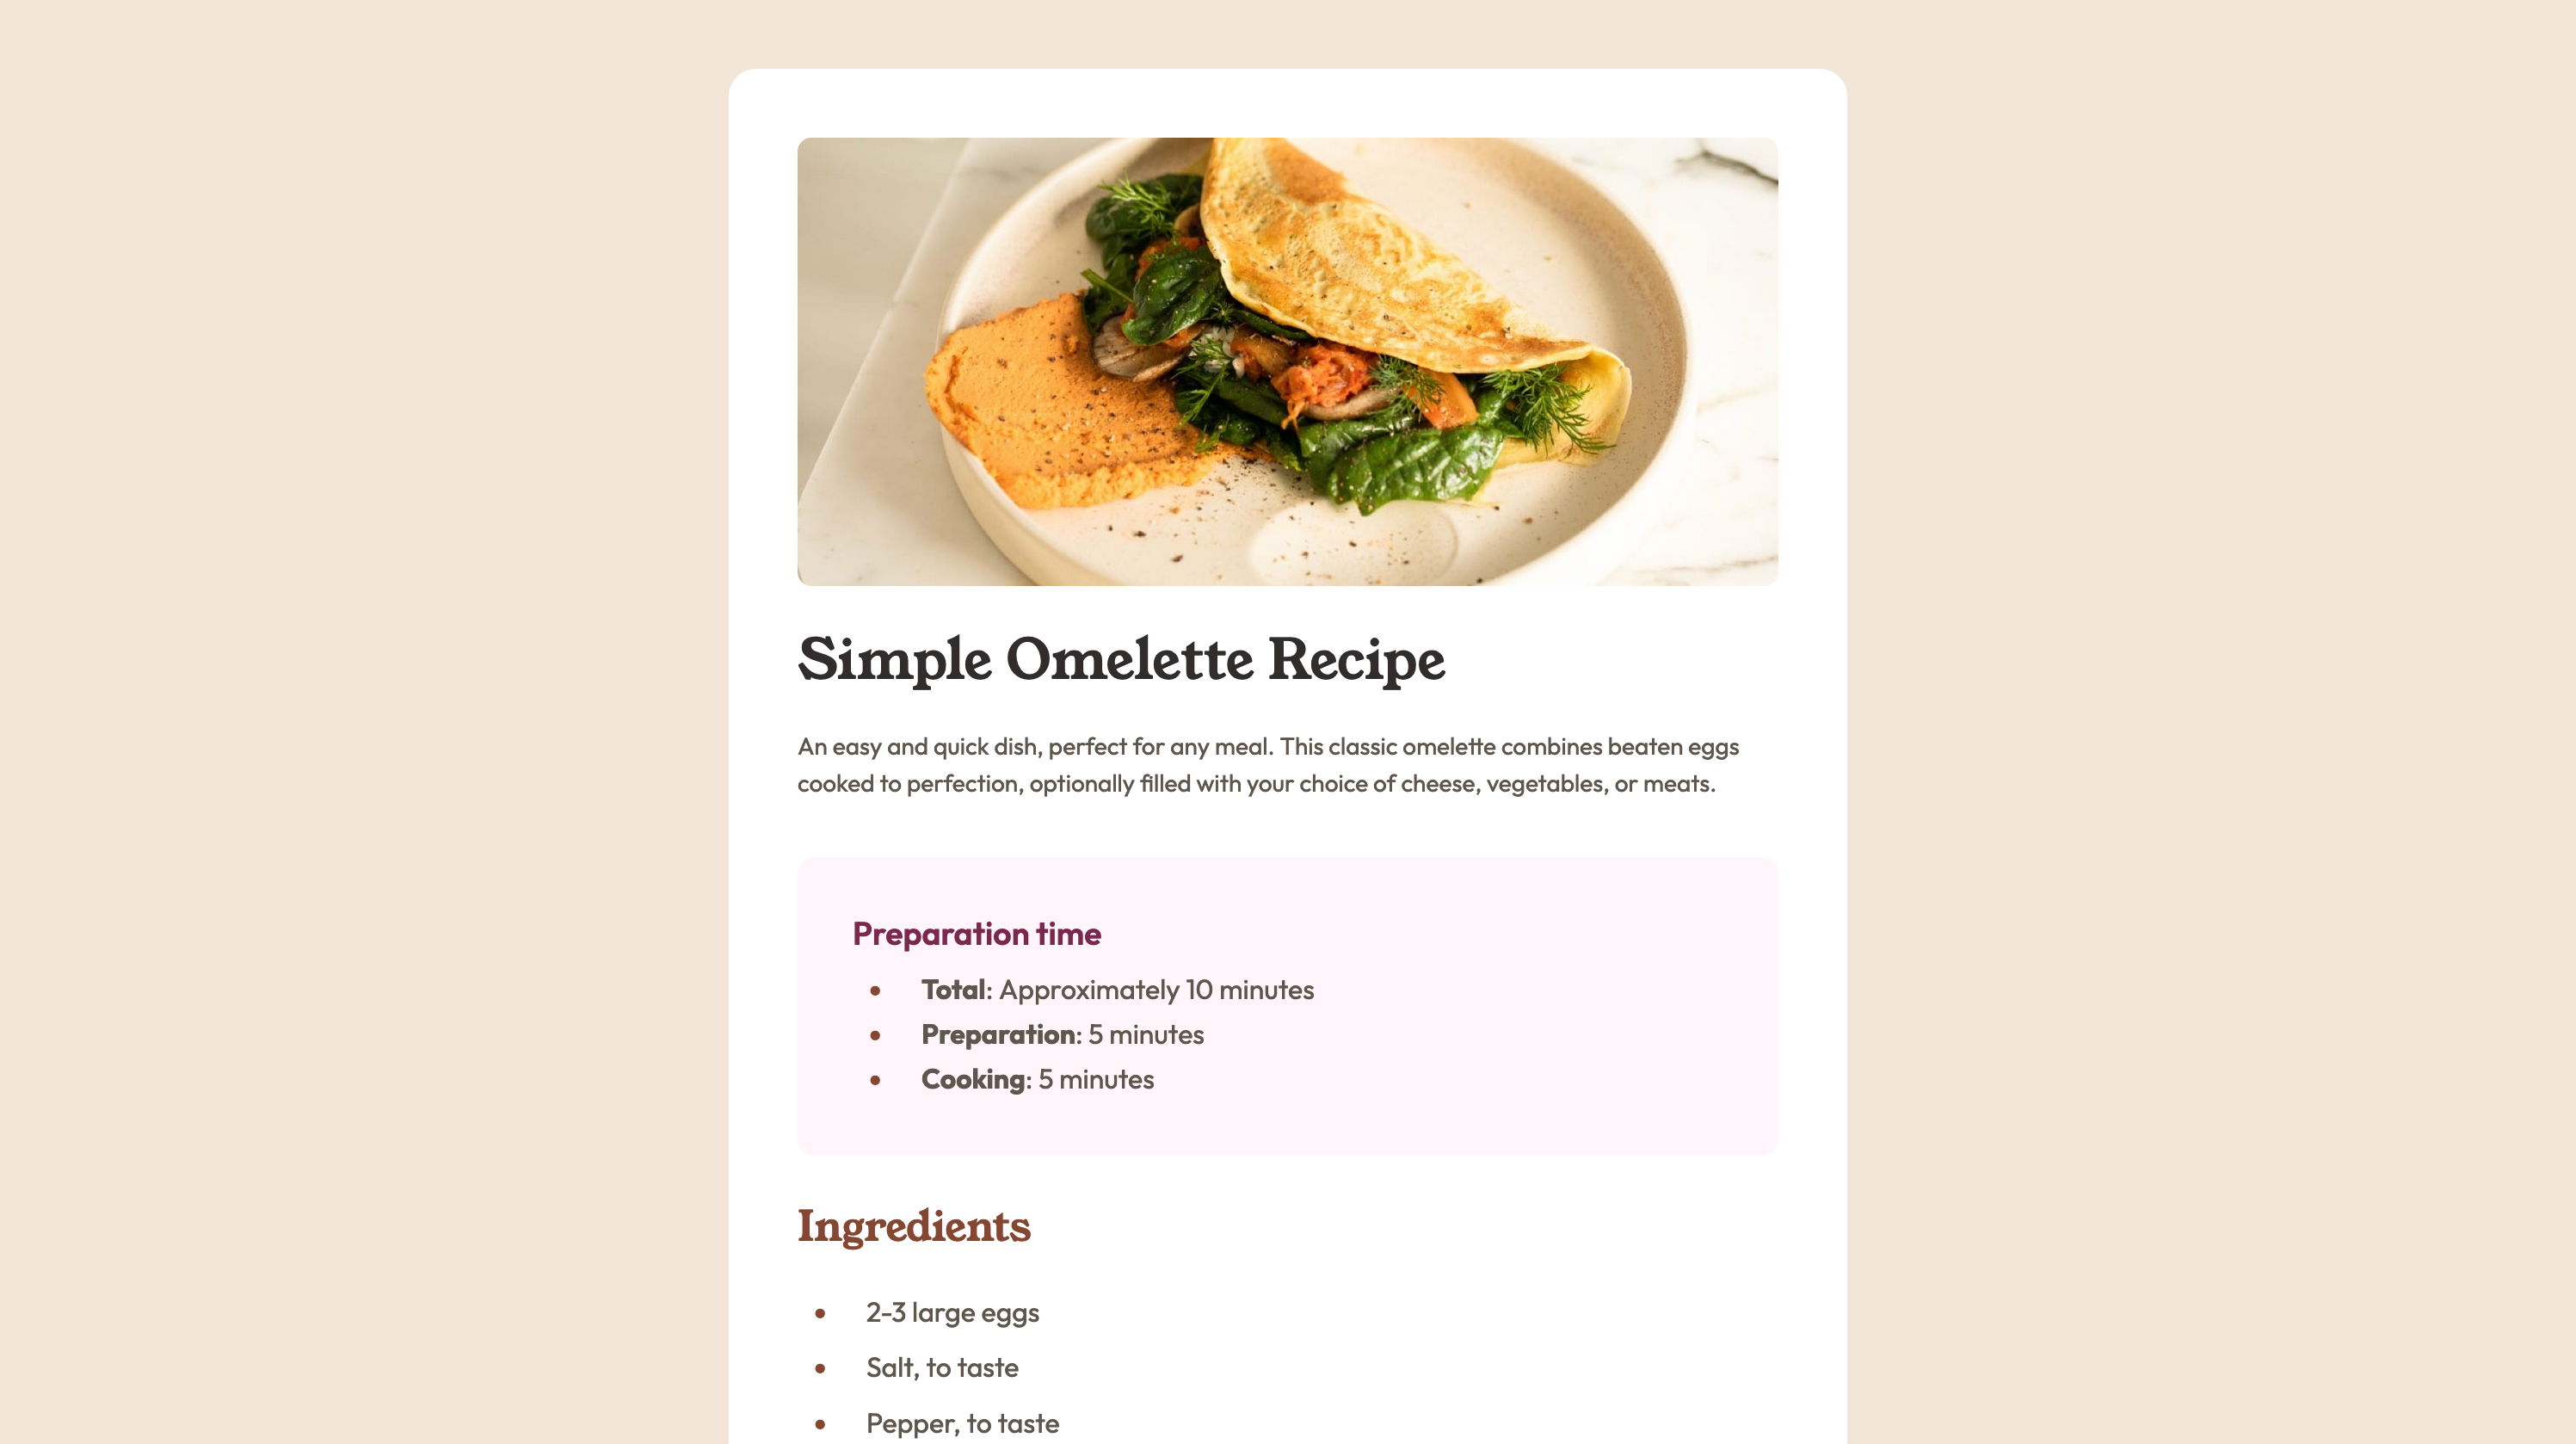 Simple Omelette Recipe
An easy and quick dish, perfect for any meal. This classic omelette combines beaten eggs
cooked to perfection, optionally filled with your choice of cheese, vegetables, or meats.
Preparation time
• Total: Approximately 10 minutes
• Preparation: 5 minutes
• Cooking: 5 minutes
Ingredients
• 2-3 large eggs
• Salt, to taste
• Pepper, to taste